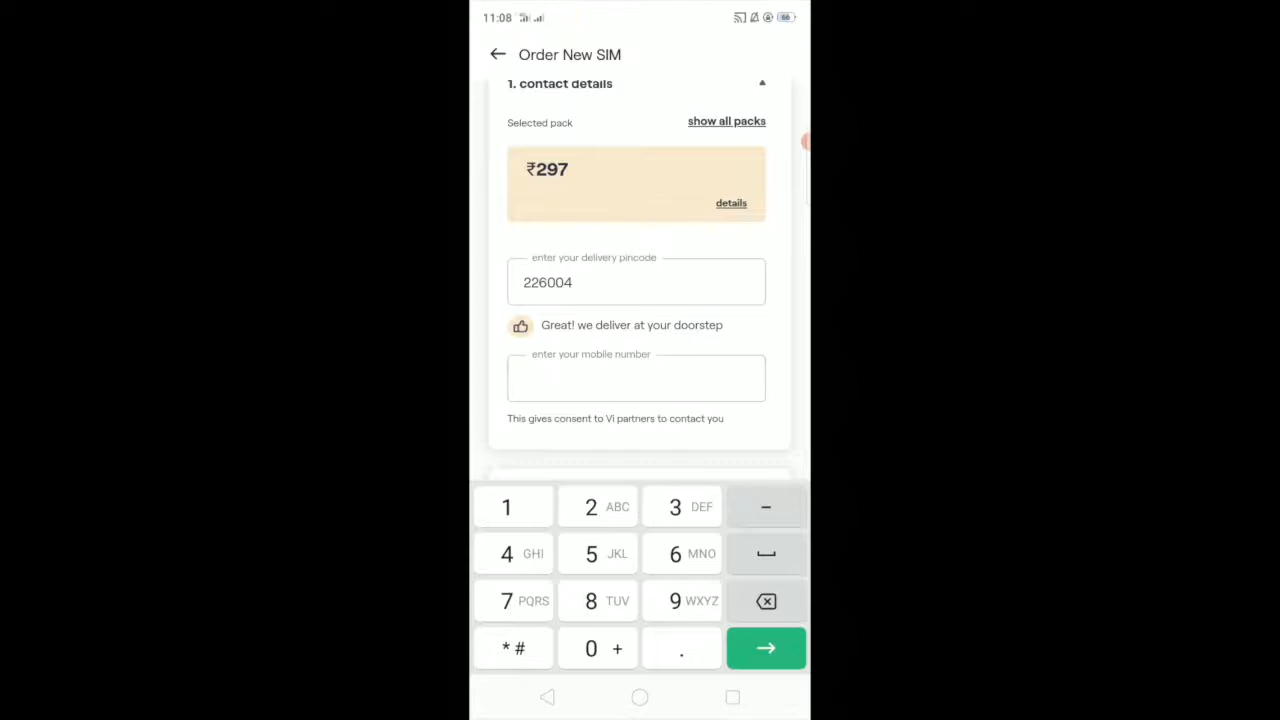 11:08
66
Order New SIM
1. contact details
Selected pack
show all packs
₹297
details
enter your delivery pincode
226004
Great! we deliver at your doorstep
enter your mobile number
This gives consent to Vi partners to contact you
1 2 ABC 3 DEF -
4 GHI 5 JKL 6 MNO
7 PQRS 8 TUV 9 WXYZ
* # 0 + .